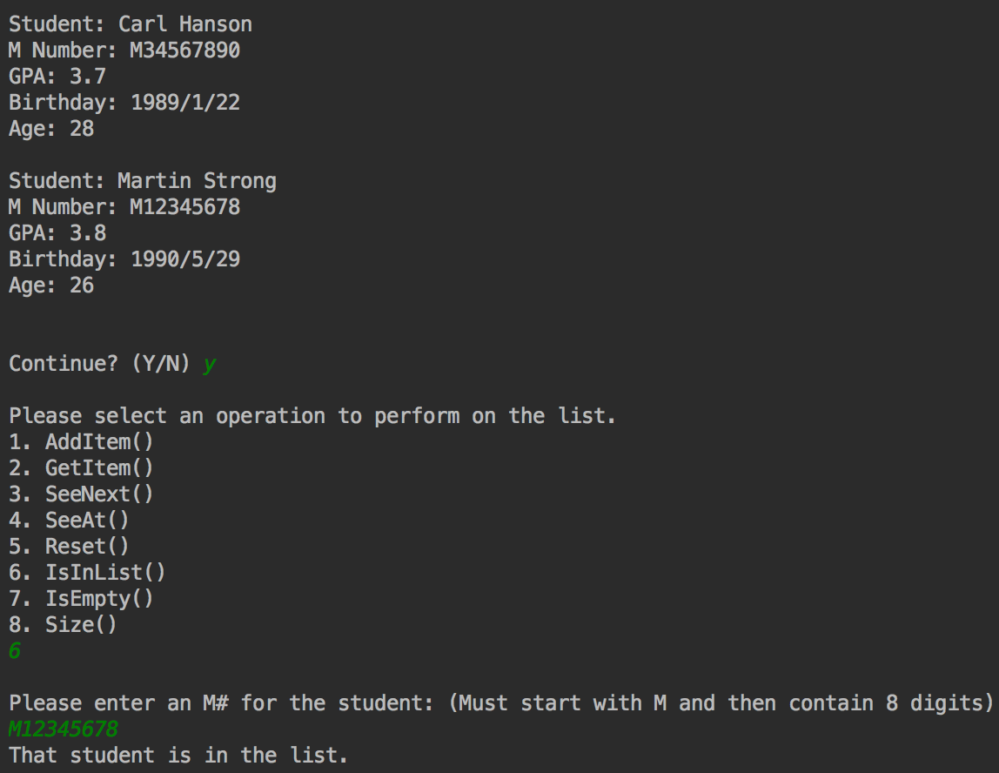 Student: Carl Hanson
M Number: M34567890
GPA: 3.7
Birthday: 1989/1/22
Age: 28
Student: Martin Strong
M Number: M12345678
GPA: 3.8
Birthday: 1990/5/29
Age: 26
Continue? (Y/N) y
Please select an operation to perform on the list.
1. AddItem()
2. GetItem()
3. SeeNext()
4. SeeAt()
5. Reset()
6. IsInList()
7. IsEmpty()
8. Size()
6
Please enter an M# for the student: (Must start with M and then contain 8 digits)
M12345678
That student is in the list.